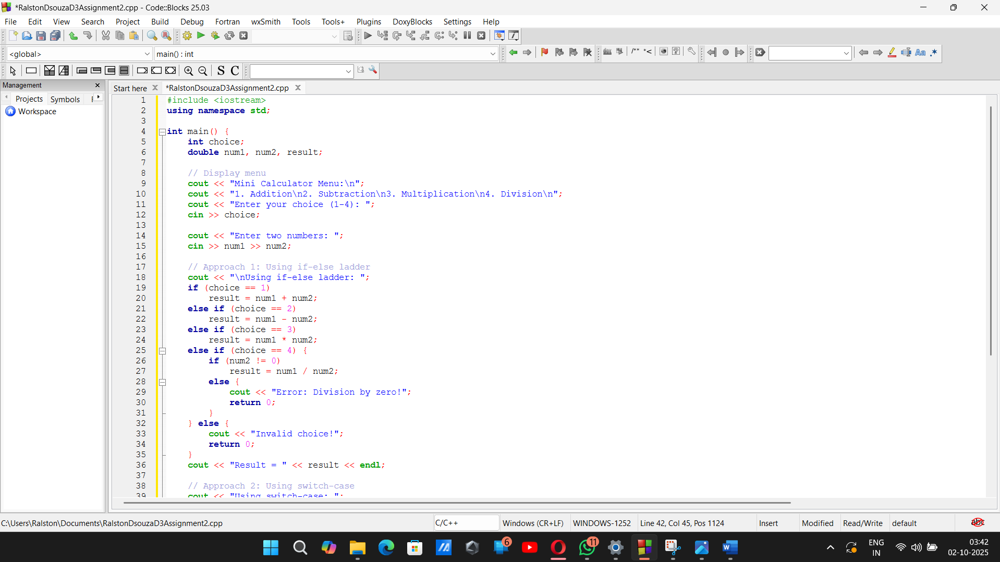 *RalstonDsouzaD3Assignment2.cpp - Code::Blocks 25.03
File Edit View Search Project Build Debug Fortran wxSmith Tools Tools+ Plugins DoxyBlocks Settings Help
<global> main() : int
/** *< Aa .*
S C
Management
Projects Symbols
Workspace
Start here *RalstonDsouzaD3Assignment2.cpp
1 #include <iostream>
2 using namespace std;
3
4 int main() {
5 int choice;
6 double num1, num2, result;
7
8 // Display menu
9 cout << "Mini Calculator Menu:\n";
10 cout << "1. Addition\n2. Subtraction\n3. Multiplication\n4. Division\n";
11 cout << "Enter your choice (1-4): ";
12 cin >> choice;
13
14 cout << "Enter two numbers: ";
15 cin >> num1 >> num2;
16
17 // Approach 1: Using if-else ladder
18 cout << "\nUsing if-else ladder: ";
19 if (choice == 1)
20 result = num1 + num2;
21 else if (choice == 2)
22 result = num1 - num2;
23 else if (choice == 3)
24 result = num1 * num2;
25 else if (choice == 4) {
26 if (num2 != 0)
27 result = num1 / num2;
28 else {
29 cout << "Error: Division by zero!";
30 return 0;
31 }
32 } else {
33 cout << "Invalid choice!";
34 return 0;
35 }
36 cout << "Result = " << result << endl;
37
38 // Approach 2: Using switch-case
39 cout << "Using switch-case: ";
C:\Users\Ralston\Documents\RalstonDsouzaD3Assignment2.cpp C/C++ Windows (CR+LF) WINDOWS-1252 Line 42, Col 45, Pos 1124 Insert Modified Read/Write default abc
6 11 ENG 03:42
IN 02-10-2025